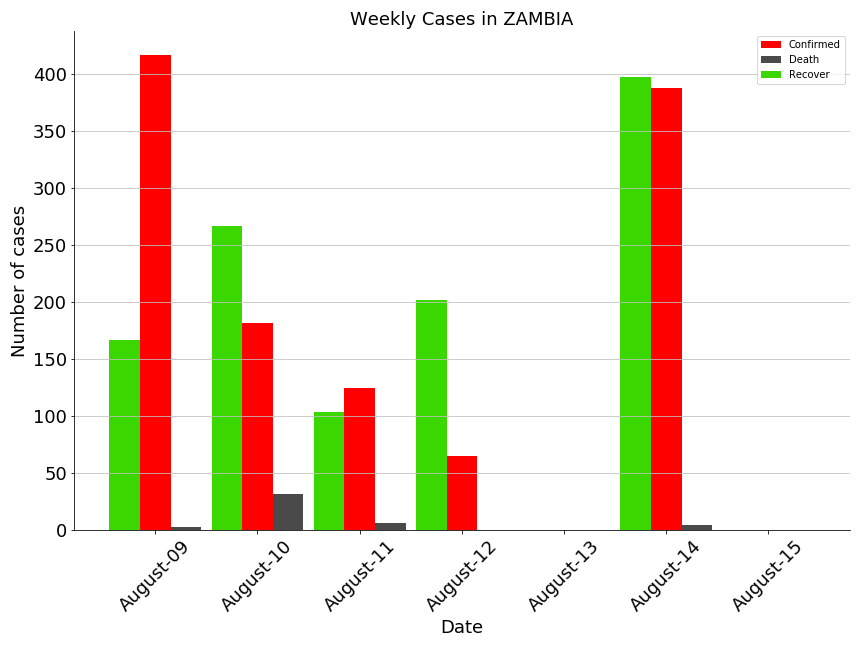 Weekly Cases in ZAMBIA
Confirmed
Death
Recover
Number of cases
400
350
300
250
200
150
100
50
0
August-09
August-10
August-11
August-12
August-13
August-14
August-15
Date